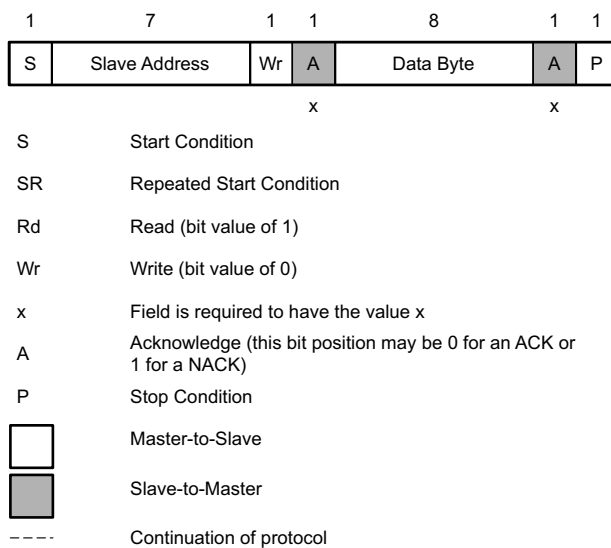 1 7 1 1 8 1 1
S Slave Address Wr A Data Byte A P
x x
S Start Condition
SR Repeated Start Condition
Rd Read (bit value of 1)
Wr Write (bit value of 0)
x Field is required to have the value x
A Acknowledge (this bit position may be 0 for an ACK or
1 for a NACK)
P Stop Condition
Master-to-Slave
Slave-to-Master
Continuation of protocol